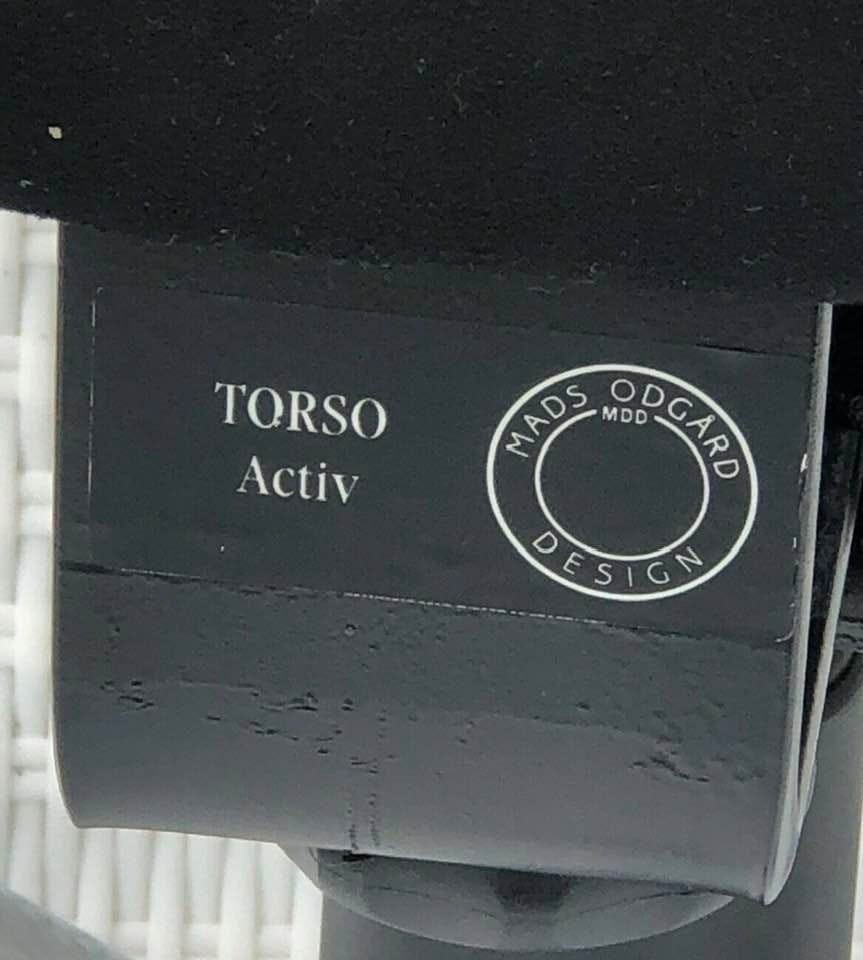 TORSO
Activ
MADS ODGÅRD
MDD
DESIGN